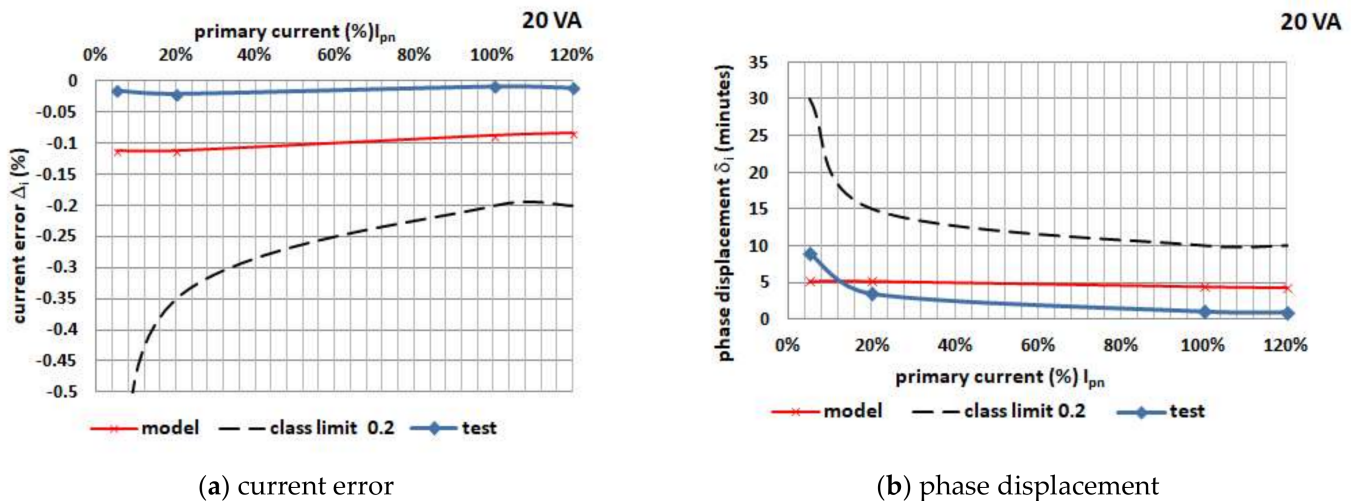 20 VA
primary current (%)Ipn
0% 20% 40% 60% 80% 100% 120%
0
-0.05
-0.1
-0.15
-0.2
-0.25
-0.3
-0.35
-0.4
-0.45
-0.5
current error Δi (%)
model class limit 0.2 test
(a) current error
20 VA
35
30
25
20
15
10
5
0
phase displacement δi (minutes)
0% 20% 40% 60% 80% 100% 120%
primary current (%) Ipn
model class limit 0.2 test
(b) phase displacement